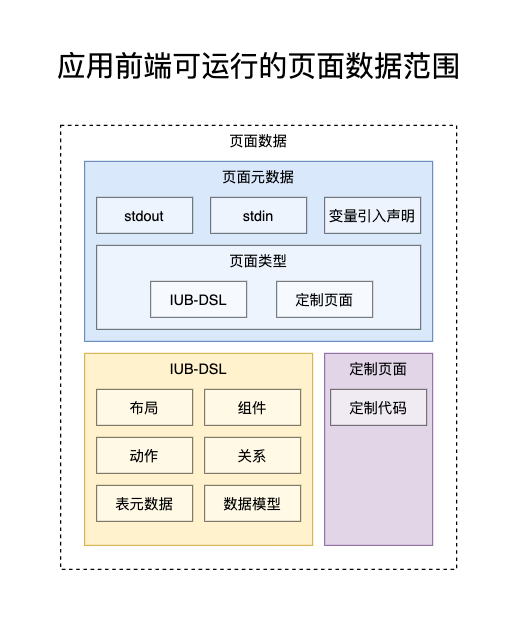 应用前端可运行的页面数据范围
页面数据
页面元数据
stdout
stdin
变量引入声明
页面类型
IUB-DSL
定制页面
IUB-DSL
布局
组件
动作
关系
表元数据
数据模型
定制页面
定制代码